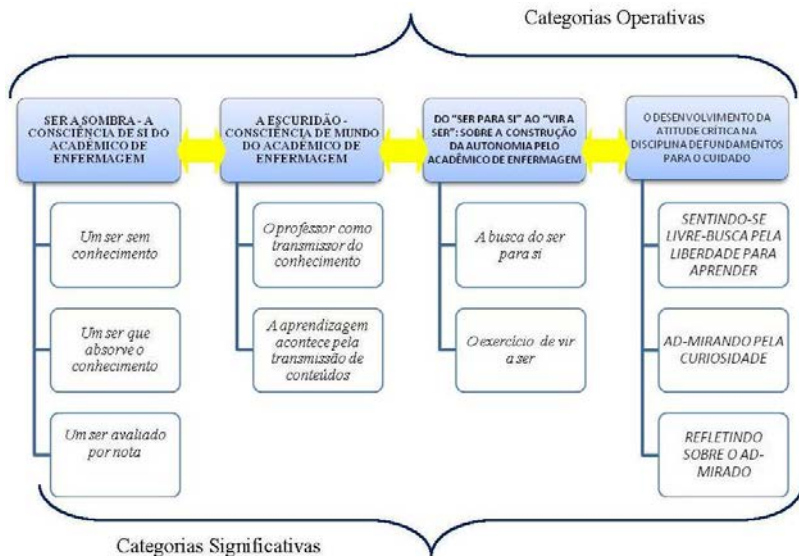 Categorias Operativas
SER A SOMBRA - A
CONSCIÊNCIA DE SI DO
ACADÊMICO DE
ENFERMAGEM
A ESCURIDÃO -
CONSCIÊNCIA DE MUNDO
DO ACADÊMICO DE
ENFERMAGEM
DO "SER PARA SI" AO "VIR A
SER": SOBRE A CONSTRUÇÃO
DA AUTONOMIA PELO
ACADÊMICO DE ENFERMAGEM
O DESENVOLVIMENTO DA
ATITUDE CRÍTICA NA
DISCIPLINA DE FUNDAMENTOS
PARA O CUIDADO
Um ser sem
conhecimento
Um ser que
absorve o
conhecimento
Um ser avaliado
por nota
O professor como
transmissor do
conhecimento
A aprendizagem
acontece pela
transmissão de
conteúdos
A busca do ser
para si
O exercício de vir
a ser
SENTINDO-SE
LIVRE-BUSCA PELA
LIBERDADE PARA
APRENDER
AD-MIRANDO PELA
CURIOSIDADE
REFLETINDO
SOBRE O AD-
MIRADO
Categorias Significativas